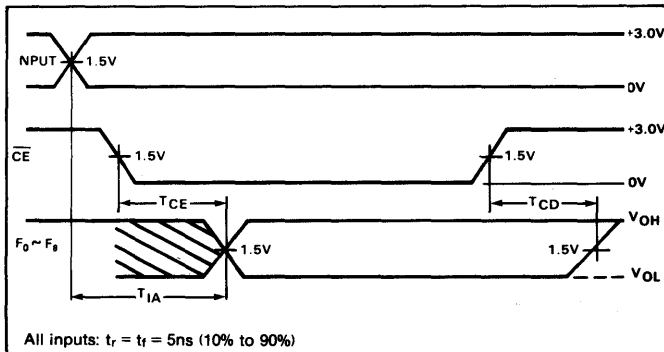 +3.0V
NPUT
1.5V
0V
+3.0V
CE
1.5V
1.5V
0V
TCE
TCD
VOH
F0 ~ F8
1.5V
1.5V
VOL
TIA
All inputs: tr = tf = 5ns (10% to 90%)